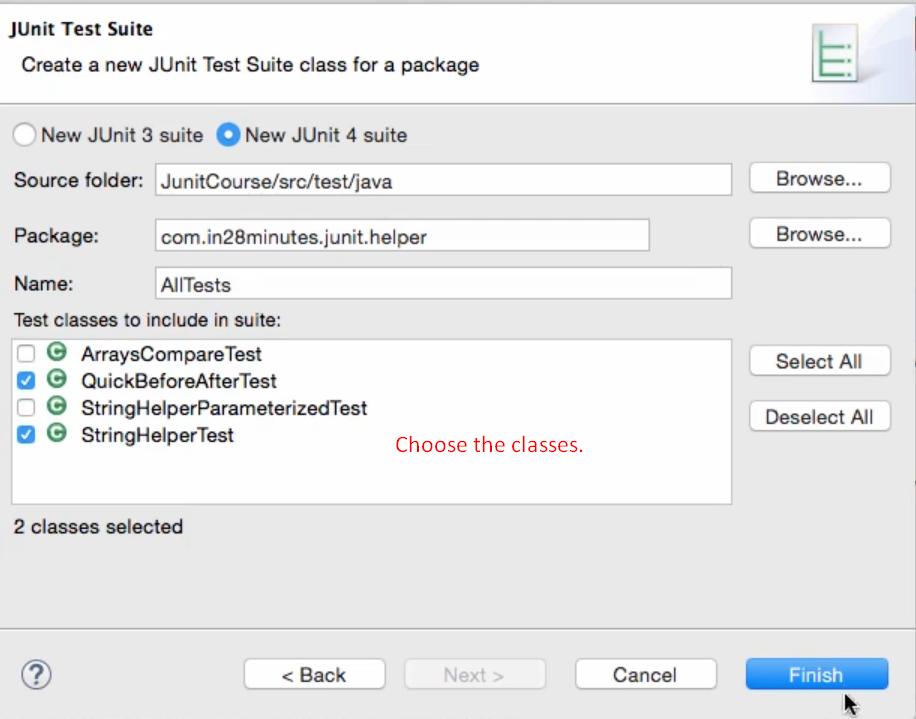 JUnit Test Suite
Create a new JUnit Test Suite class for a package
New JUnit 3 suite New JUnit 4 suite
Source folder: JunitCourse/src/test/java Browse...
Package: com.in28minutes.junit.helper Browse...
Name: AllTests
Test classes to include in suite:
ArraysCompareTest
QuickBeforeAfterTest
StringHelperParameterizedTest
StringHelperTest
Choose the classes.
Select All
Deselect All
2 classes selected
? < Back Next > Cancel Finish